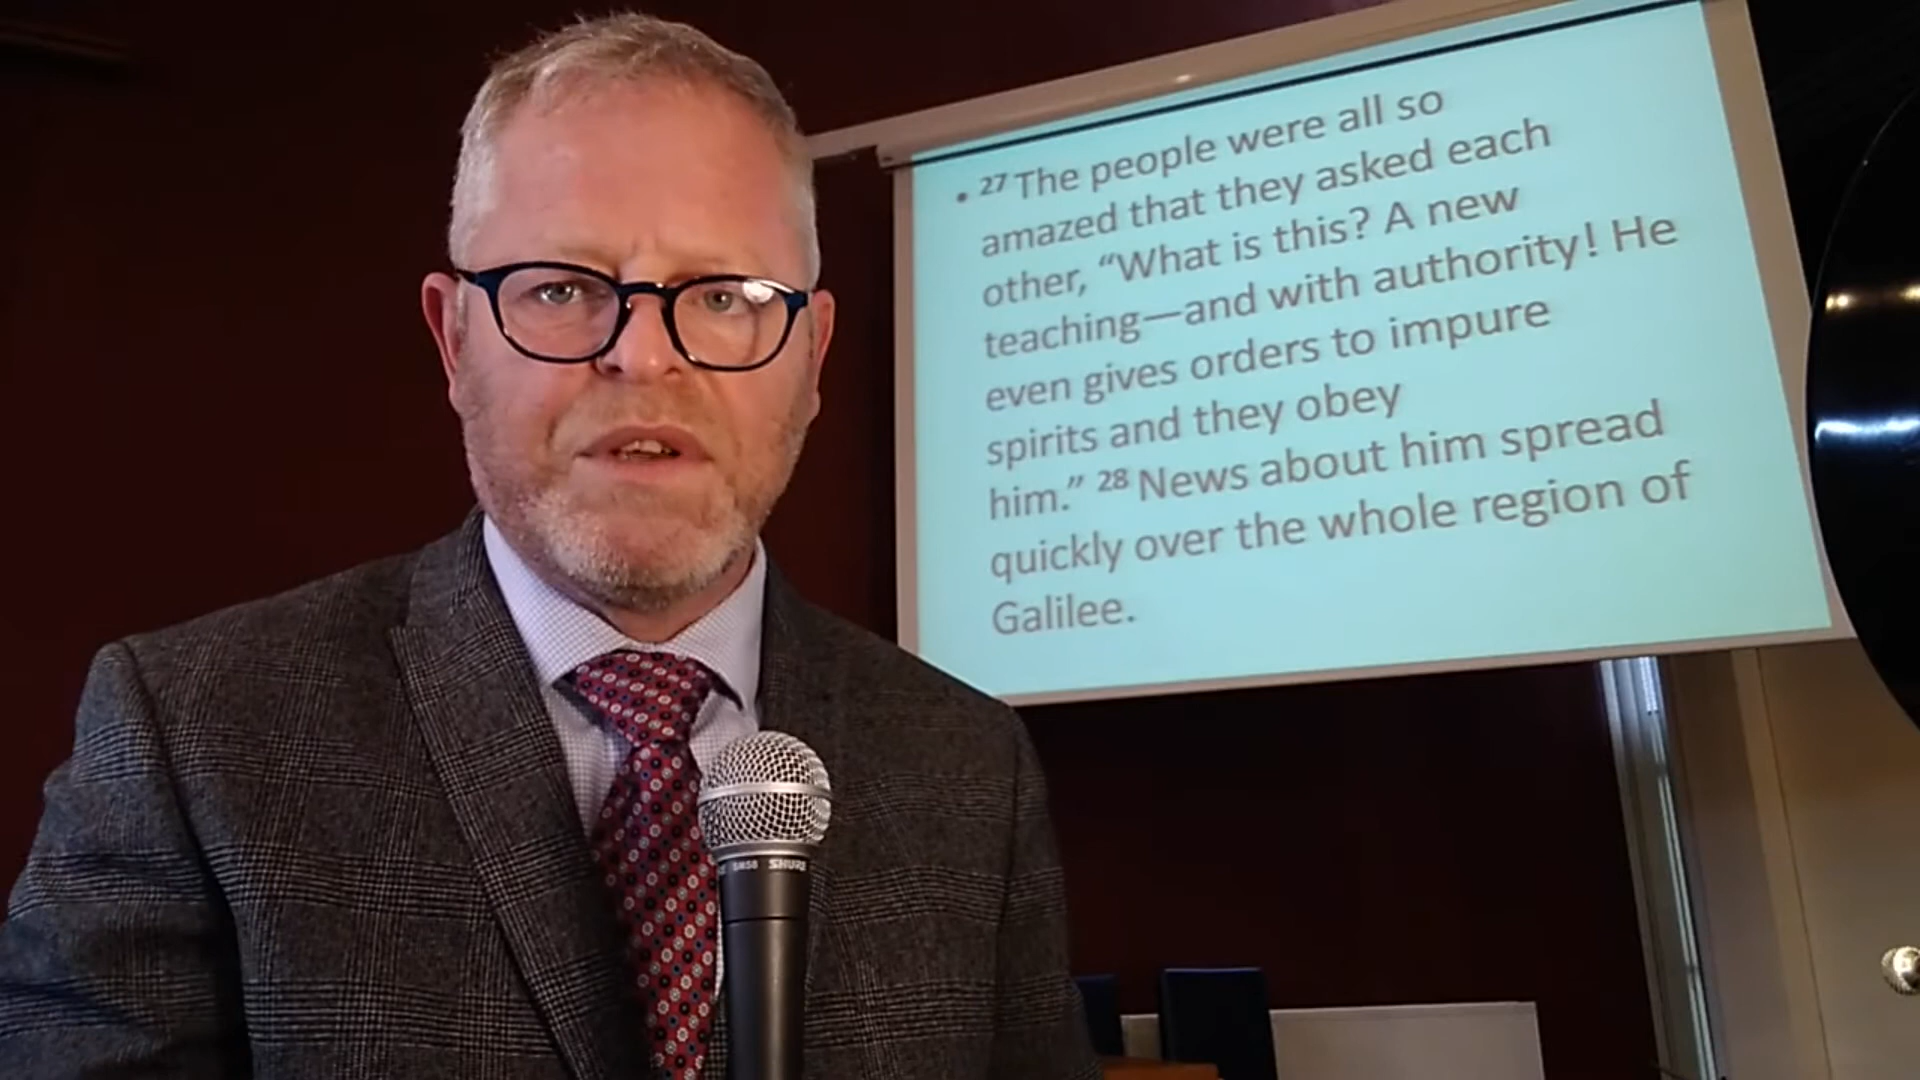 • 27 The people were all so
amazed that they asked each
other, “What is this? A new
teaching—and with authority! He
even gives orders to impure
spirits and they obey
him.” 28 News about him spread
quickly over the whole region of
Galilee.
SM58 SHURE